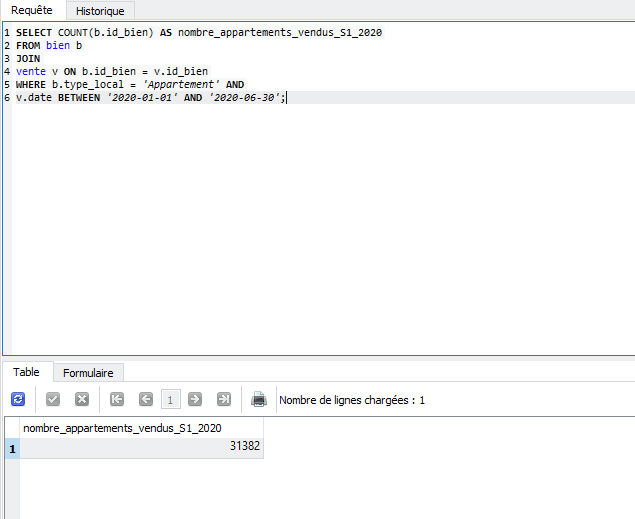 Requête Historique
1 SELECT COUNT(b.id_bien) AS nombre_appartements_vendus_S1_2020
2 FROM bien b
3 JOIN
4 vente v ON b.id_bien = v.id_bien
5 WHERE b.type_local = 'Appartement' AND
6 v.date BETWEEN '2020-01-01' AND '2020-06-30';
Table Formulaire
1 Nombre de lignes chargées : 1
nombre_appartements_vendus_S1_2020
1 31382